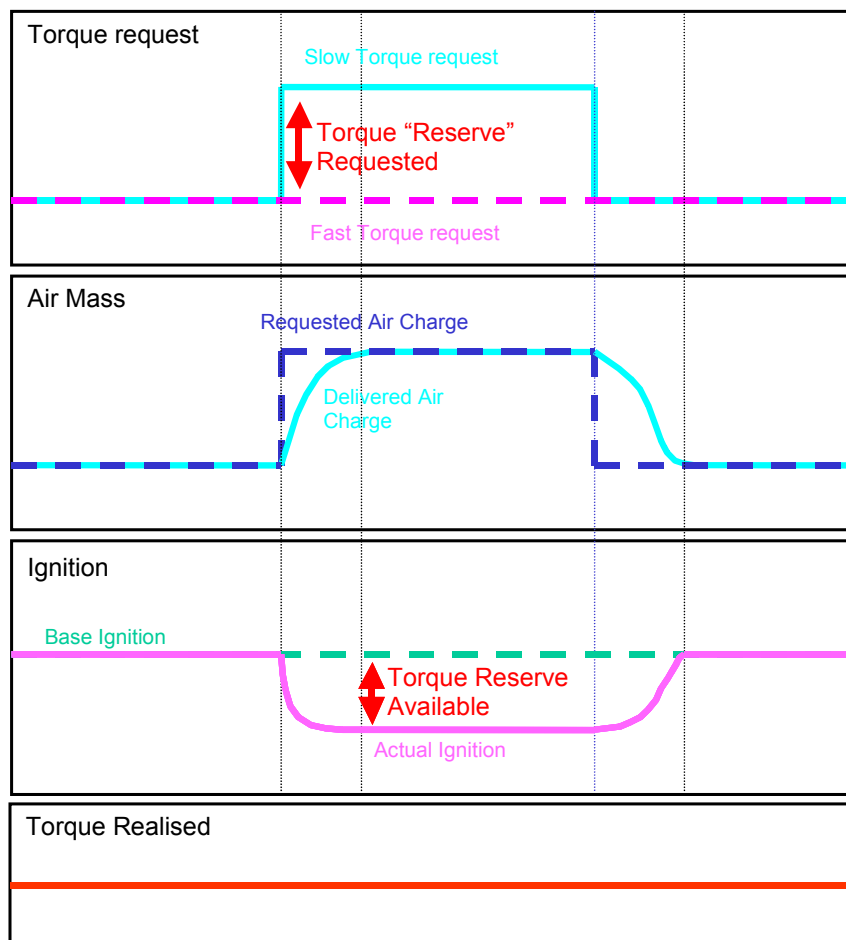 Torque request
Slow Torque request
Torque “Reserve”
Requested
Fast Torque request
Air Mass
Requested Air Charge
Delivered Air
Charge
Ignition
Base Ignition
Torque Reserve
Available
Actual Ignition
Torque Realised